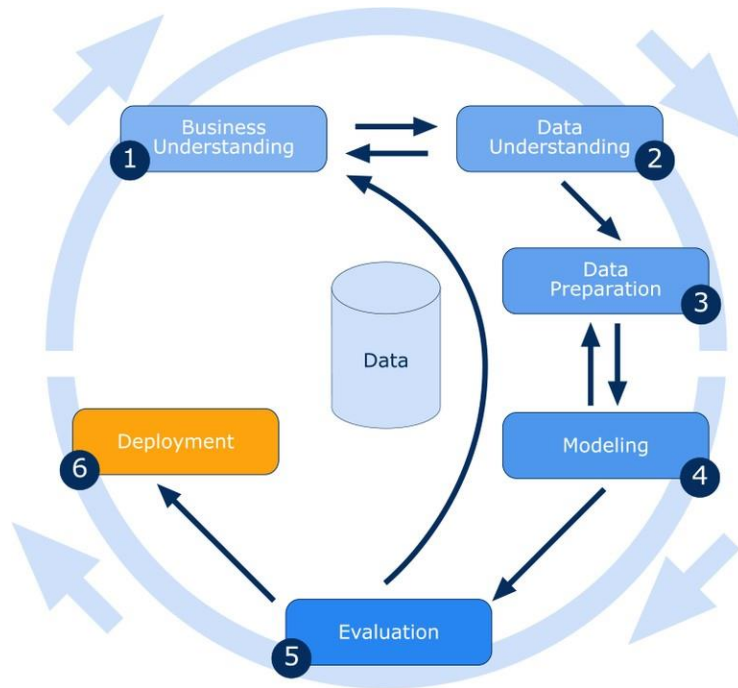 Business
Understanding
1
Data
Understanding
2
Data
Preparation
3
Data
Deployment
6
Modeling
4
Evaluation
5